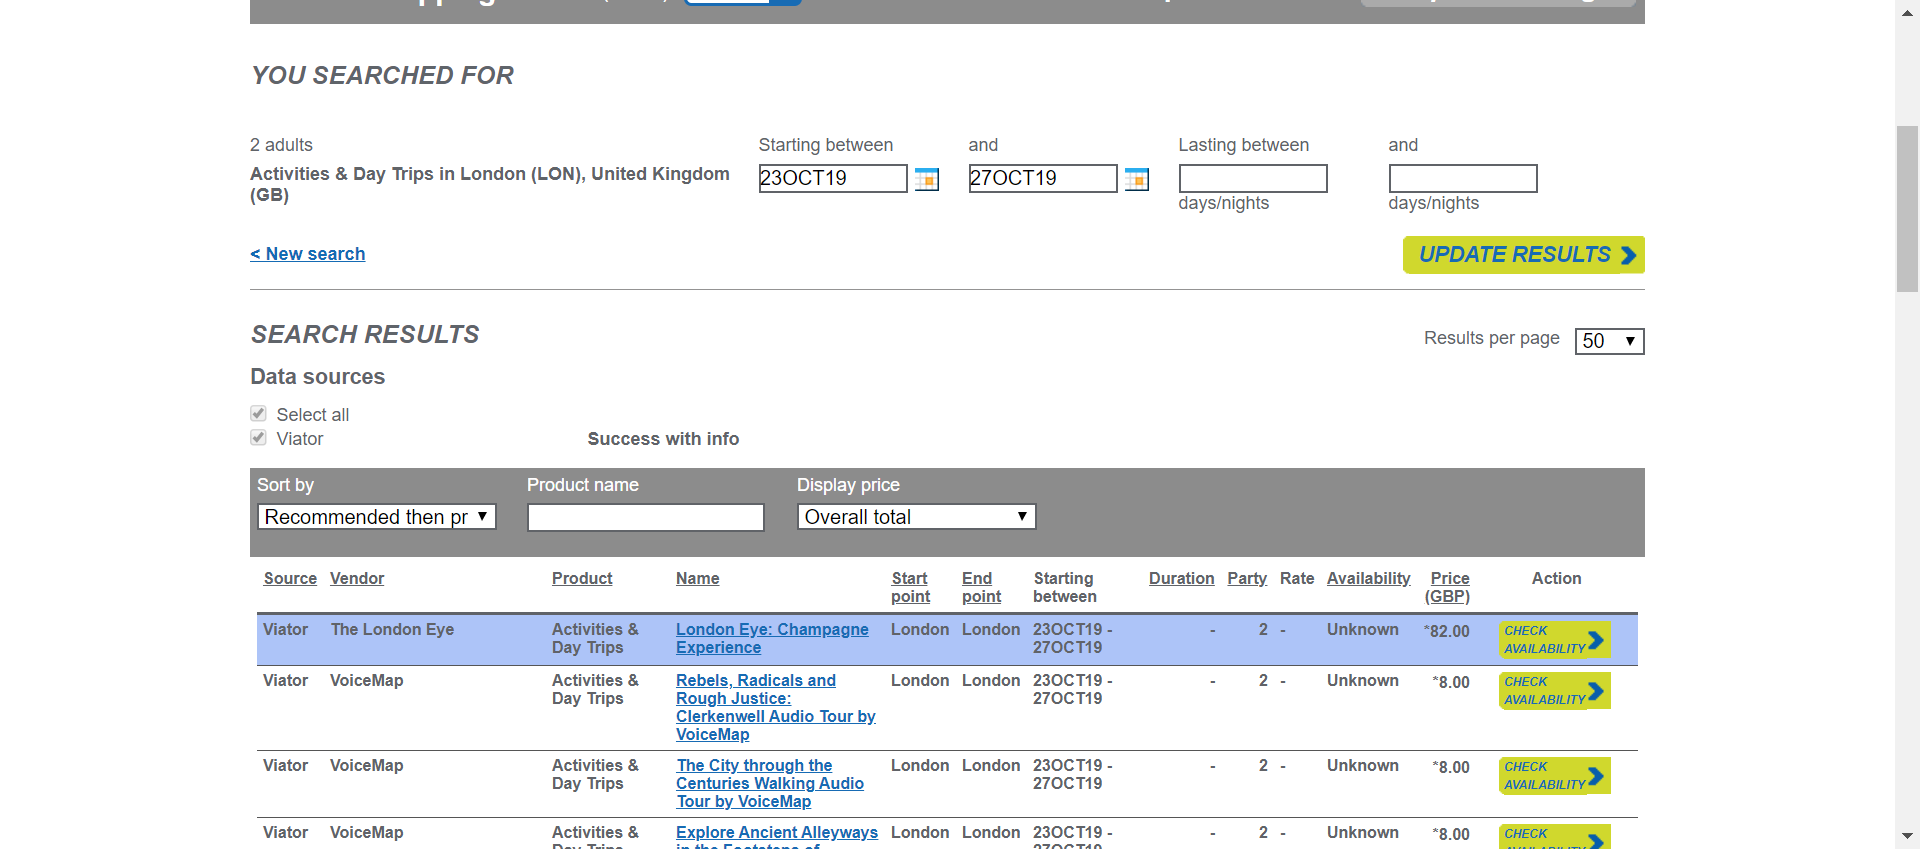 YOU SEARCHED FOR
2 adults
Starting between
and
Lasting between
and
Activities & Day Trips in London (LON), United Kingdom
(GB)
23OCT19
27OCT19
days/nights
days/nights
< New search
UPDATE RESULTS
SEARCH RESULTS
Results per page
50
Data sources
Select all
Viator
Success with info
Sort by
Product name
Display price
Recommended then pr
Overall total
Source Vendor Product Name Start point End point Starting between Duration Party Rate Availability Price (GBP) Action
Viator The London Eye Activities & Day Trips London Eye: Champagne Experience London London 23OCT19 - 27OCT19 - 2 - Unknown *82.00 CHECK AVAILABILITY
Viator VoiceMap Activities & Day Trips Rebels, Radicals and Rough Justice: Clerkenwell Audio Tour by VoiceMap London London 23OCT19 - 27OCT19 - 2 - Unknown *8.00 CHECK AVAILABILITY
Viator VoiceMap Activities & Day Trips The City through the Centuries Walking Audio Tour by VoiceMap London London 23OCT19 - 27OCT19 - 2 - Unknown *8.00 CHECK AVAILABILITY
Viator VoiceMap Activities & Explore Ancient Alleyways London London 23OCT19 - - 2 - Unknown *8.00 CHECK